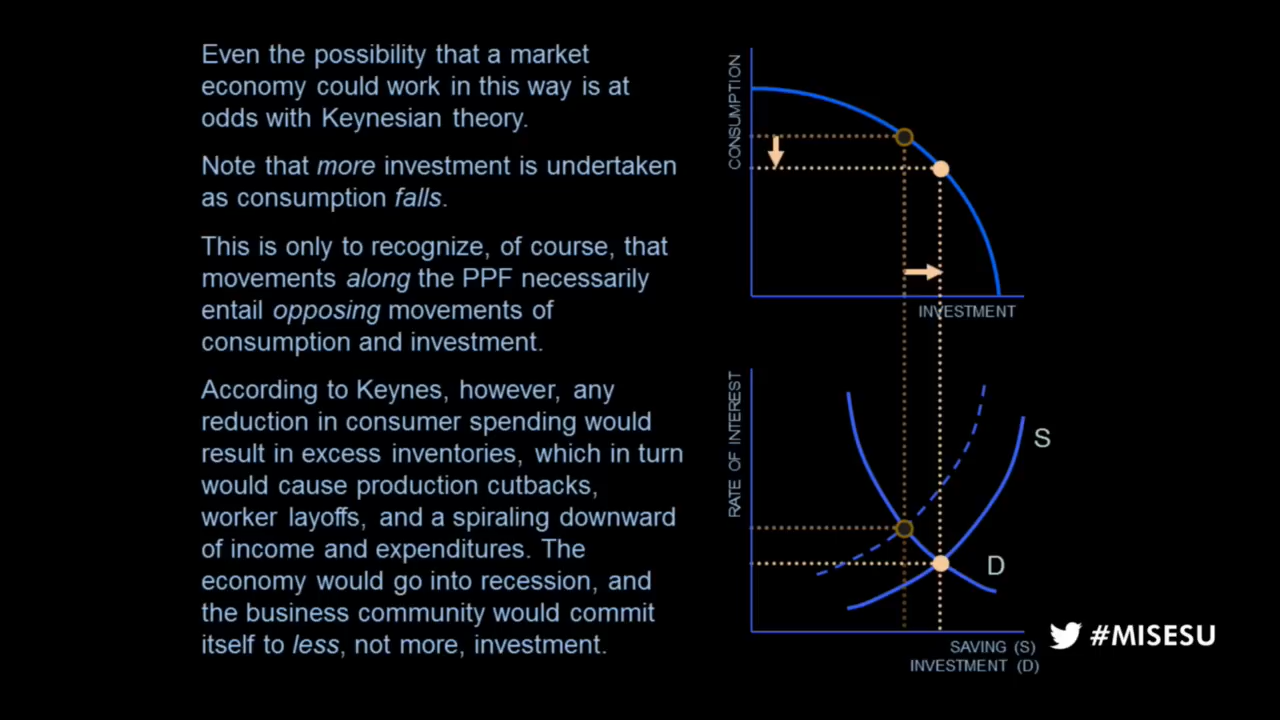 Even the possibility that a market
economy could work in this way is at
odds with Keynesian theory.
Note that more investment is undertaken
as consumption falls.
This is only to recognize, of course, that
movements along the PPF necessarily
entail opposing movements of
consumption and investment.
According to Keynes, however, any
reduction in consumer spending would
result in excess inventories, which in turn
would cause production cutbacks,
worker layoffs, and a spiraling downward
of income and expenditures. The
economy would go into recession, and
the business community would commit
itself to less, not more, investment.
CONSUMPTION
INVESTMENT
RATE OF INTEREST
S
D
SAVING (S)
INVESTMENT (D)
#MISESU